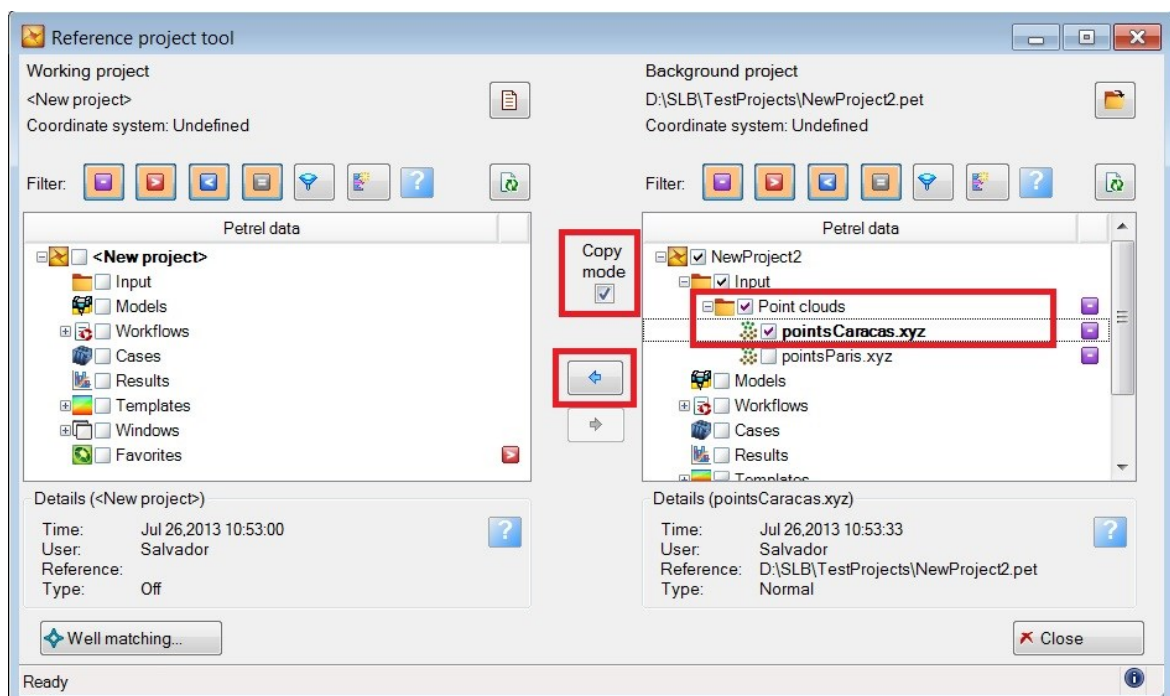 Reference project tool
Working project
<New project>
Coordinate system: Undefined
Filter:
Petrel data
<New project>
Input
Models
Workflows
Cases
Results
Templates
Windows
Favorites
Details (<New project>)
Time: Jul 26,2013 10:53:00
User: Salvador
Reference:
Type: Off
Well matching...
Ready
Copy
mode
Background project
D:\SLB\TestProjects\NewProject2.pet
Coordinate system: Undefined
Filter:
Petrel data
NewProject2
Input
Point clouds
pointsCaracas.xyz
pointsParis.xyz
Models
Workflows
Cases
Results
Templates
Details (pointsCaracas.xyz)
Time: Jul 26,2013 10:53:33
User: Salvador
Reference: D:\SLB\TestProjects\NewProject2.pet
Type: Normal
Close